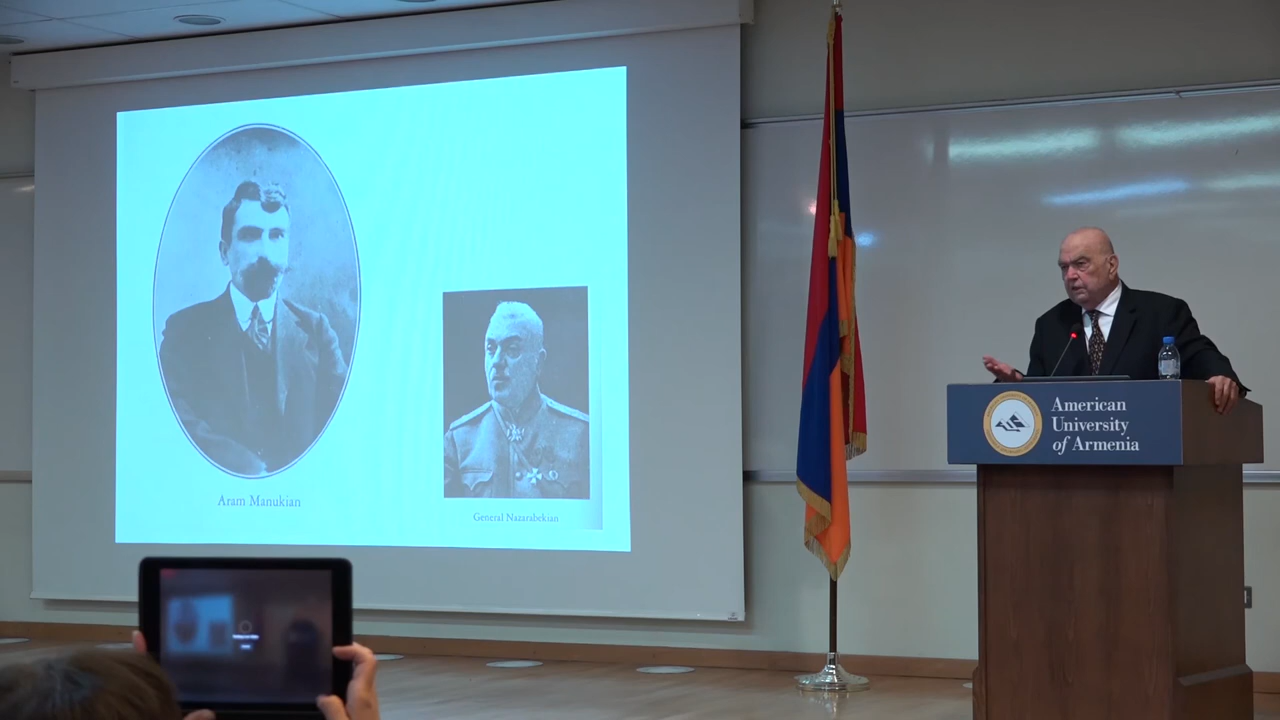 Aram Manukian
General Nazarabekian
American
University
of Armenia